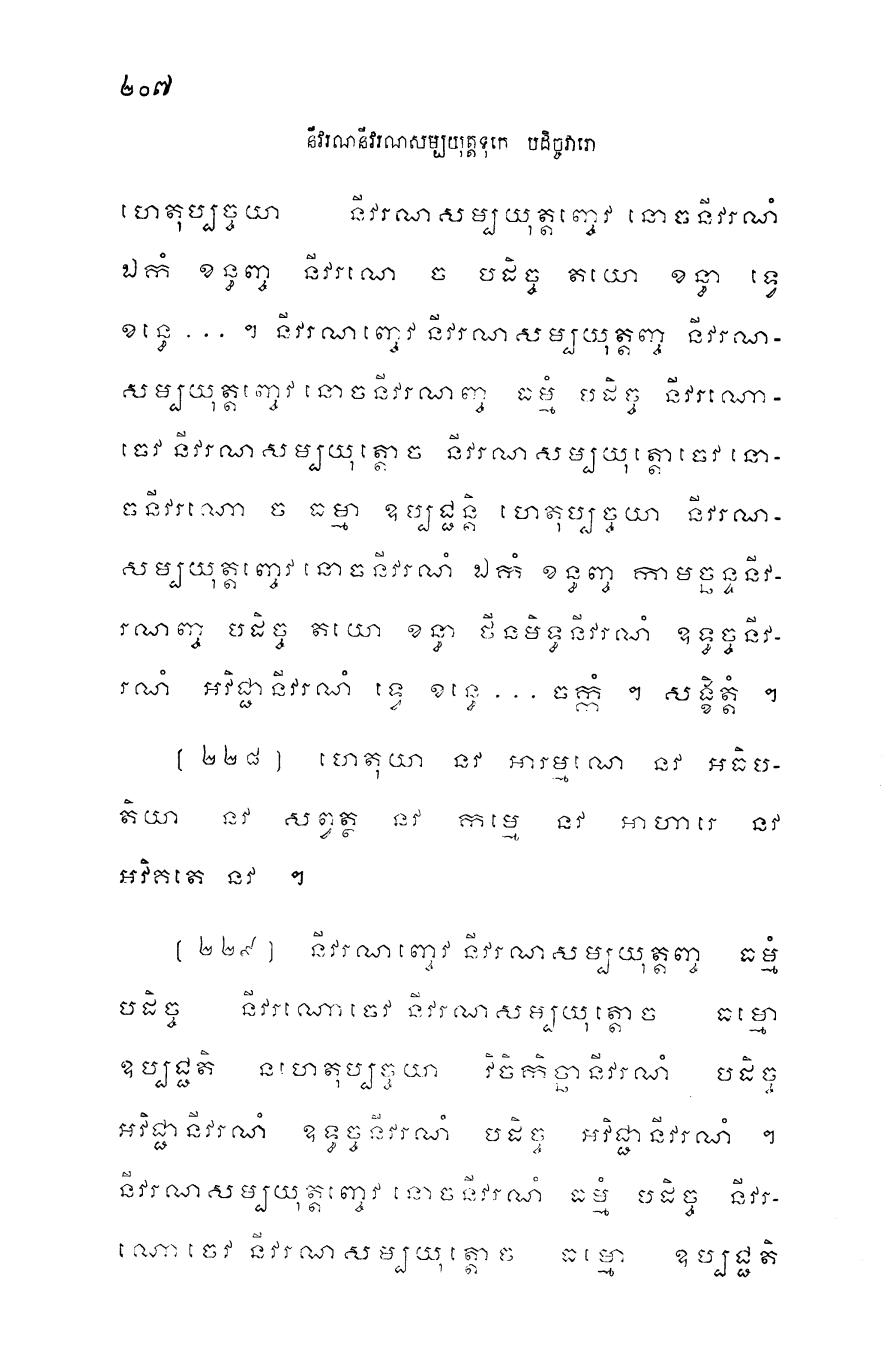 ២០៧
នីវរណនីវរណសម្បយុត្តទុកេ បដិច្ចវារោ
ហេតុប្បច្ចយា នីវរណសម្បយុត្តញ្ចេវ នោចនីវរណំ
ឯកំ ខន្ធញ្ច នីវរណេ ច បដិច្ច តយោ ខន្ធា ទ្វេ
ខន្ធេ ... ។ នីវរណញ្ចេវ នីវរណសម្បយុត្តញ្ច នីវរណ-
សម្បយុត្តញ្ចេវ នោចនីវរណញ្ច ធម្មំ បដិច្ច នីវរណោ-
ចេវ នីវរណសម្បយុត្តោ ច នីវរណសម្បយុត្តោចេវ នោ-
ចនីវរណោ ច ធម្មា ឧប្បជ្ជន្តិ ហេតុប្បច្ចយា នីវរណ-
សម្បយុត្តញ្ចេវ នោចនីវរណំ ឯកំ ខន្ធញ្ច កាមច្ឆន្ទនីវ-
រណញ្ច បដិច្ច តយោ ខន្ធា ថីនមិទ្ធនីវរណំ ឧទ្ធច្ចនីវ-
រណំ អវិជ្ជានីវរណំ ទ្វេ ខន្ធេ ... ចក្កំ ។ សង្ខិត្តំ ។
[ ២២៨ ] ហេតុយា នវ អារម្មណេ នវ អធិប-
តិយា នវ សព្វត្ថ នវ កម្មេ នវ អាហារេ នវ
អវិគតេ នវ ។
[ ២២៩ ] នីវរណញ្ចេវ នីវរណសម្បយុត្តញ្ច ធម្មំ
បដិច្ច នីវរណោចេវ នីវរណសម្បយុត្តោ ច ធម្មោ
ឧប្បជ្ជតិ នហេតុប្បច្ចយា វិចិកិច្ឆានីវរណំ បដិច្ច
អវិជ្ជានីវរណំ ឧទ្ធច្ចនីវរណំ បដិច្ច អវិជ្ជានីវរណំ ។
នីវរណសម្បយុត្តញ្ចេវ នោចនីវរណំ ធម្មំ បដិច្ច នីវរ-
ណោចេវ នីវរណសម្បយុត្តោ ច ធម្មោ ឧប្បជ្ជតិ